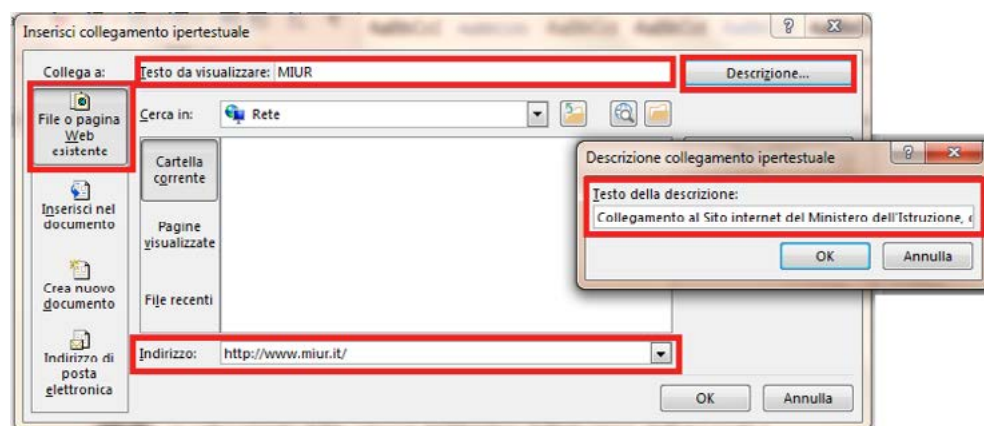 Inserisci collegamento ipertestuale
Collega a:
Testo da visualizzare: MIUR
Descrizione...
File o pagina
Web
esistente
Cerca in: Rete
Cartella
corrente
Inserisci nel
documento
Pagine
visualizzate
Crea nuovo
documento
File recenti
Indirizzo di
posta
elettronica
Indirizzo: http://www.miur.it/
OK Annulla
Descrizione collegamento ipertestuale
Testo della descrizione:
Collegamento al Sito internet del Ministero dell'Istruzione,
OK Annulla